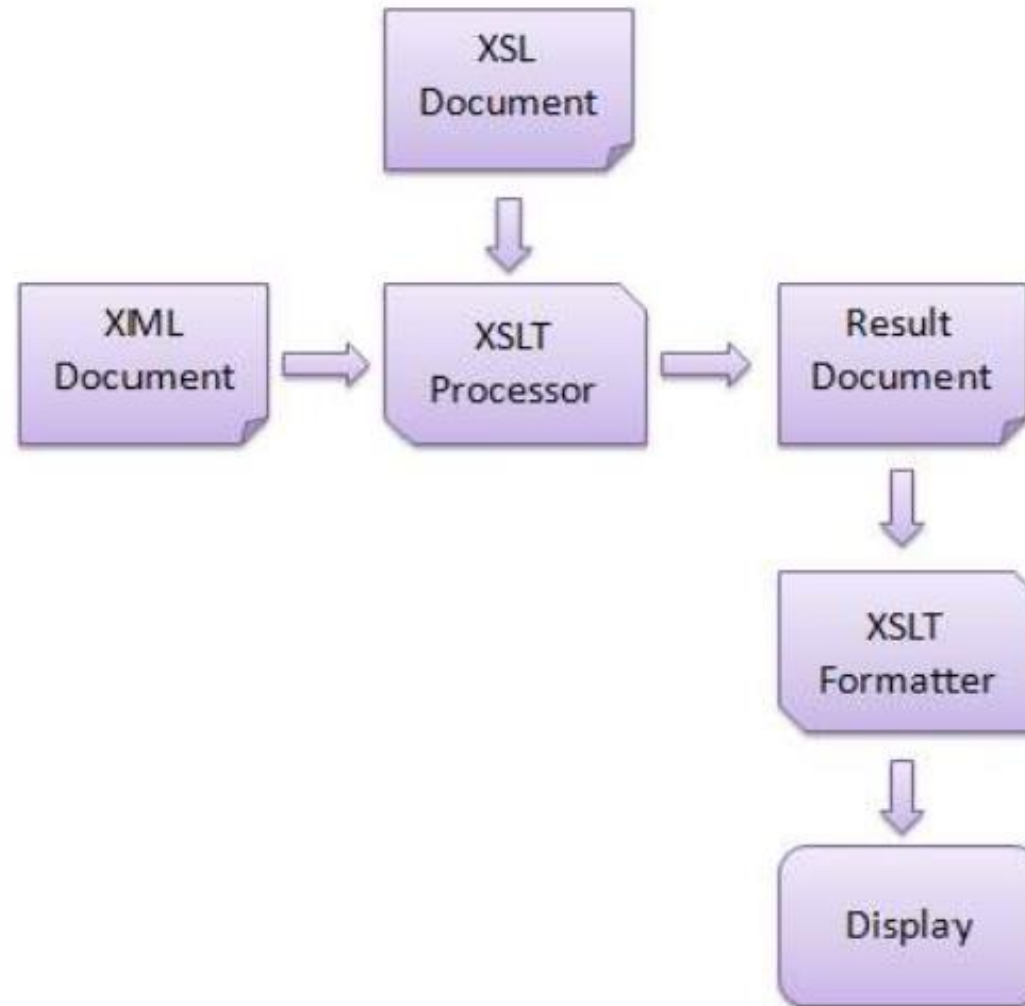 XSL
Document
XML
Document
XSLT
Processor
Result
Document
XSLT
Formatter
Display